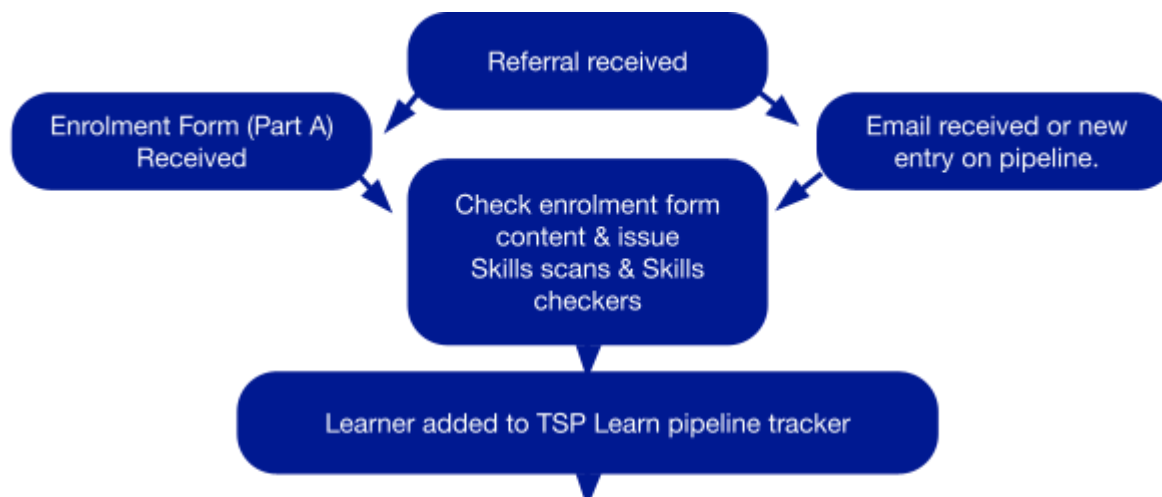 Referral received
Enrolment Form (Part A)
Received
Email received or new
entry on pipeline.
Check enrolment form
content & issue
Skills scans & Skills
checkers
Learner added to TSP Learn pipeline tracker